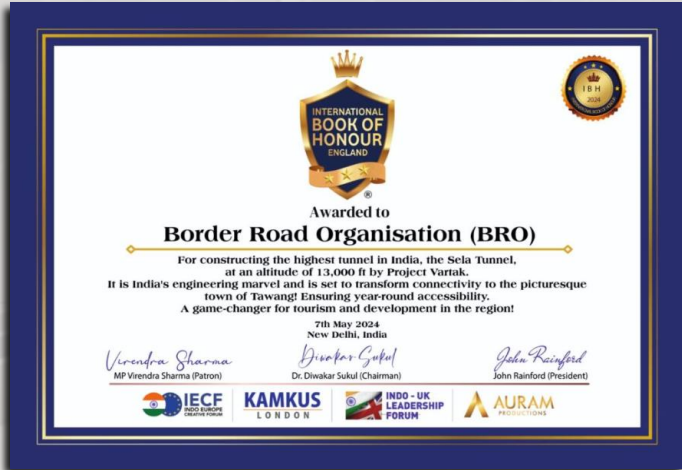 INTERNATIONAL
BOOK OF
HONOUR
ENGLAND
®
IBH
2024
Awarded to
Border Road Organisation (BRO)
For constructing the highest tunnel in India, the Sela Tunnel,
at an altitude of 13,000 ft by Project Vartak.
It is India's engineering marvel and is set to transform connectivity to the picturesque
town of Tawang! Ensuring year-round accessibility.
A game-changer for tourism and development in the region!
7th May 2024
New Delhi, India
Virendra Sharma
Diwakar Sukul
John Rainford
MP Virendra Sharma (Patron)
Dr. Diwakar Sukul (Chairman)
John Rainford (President)
IECF
INDO EUROPE
CREATIVE FORUM
KAMKUS
LONDON
INDO - UK
LEADERSHIP
FORUM
AURAM
PRODUCTIONS